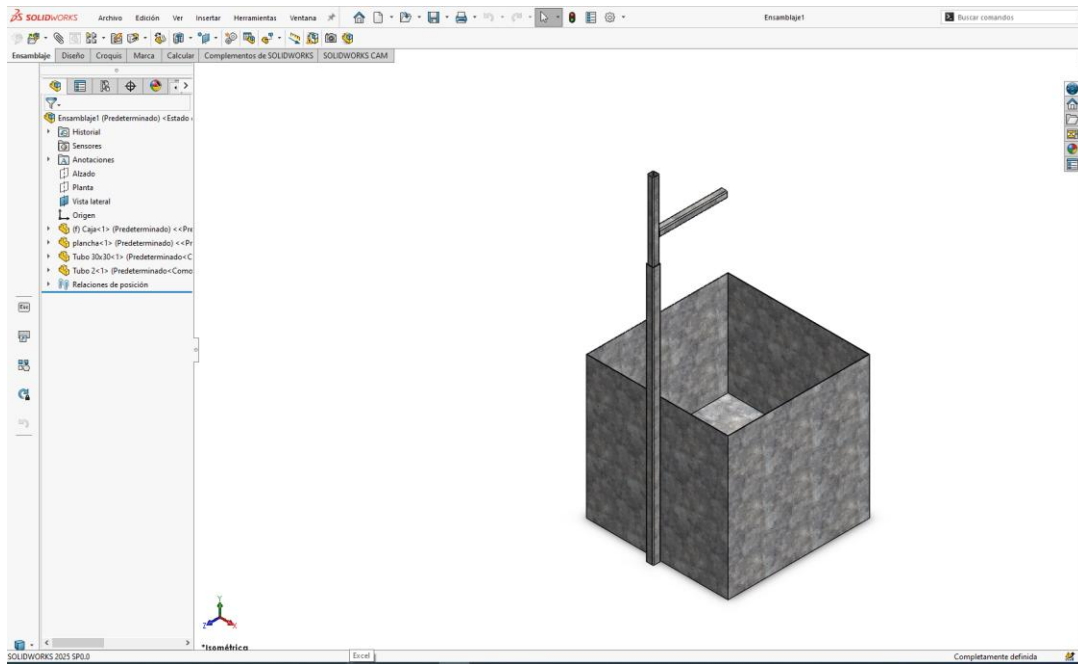 SOLIDWORKS Archivo Edición Ver Insertar Herramientas Ventana
Ensamblaje1
Buscar comandos
Ensamblaje Diseño Croquis Marca Calcular Complementos de SOLIDWORKS SOLIDWORKS CAM
Ensamblaje1 (Predeterminado) <Estado
Historial
Sensores
Anotaciones
Alzado
Planta
Vista lateral
Origen
(f) Caja<1> (Predeterminado) <<Pre
plancha<1> (Predeterminado) <<Pr
Tubo 30x30<1> (Predeterminado<C
Tubo 2<1> (Predeterminado<Como
Relaciones de posición
Esc
*Isométrica
Excel
SOLIDWORKS 2025 SP0.0
Completamente definida